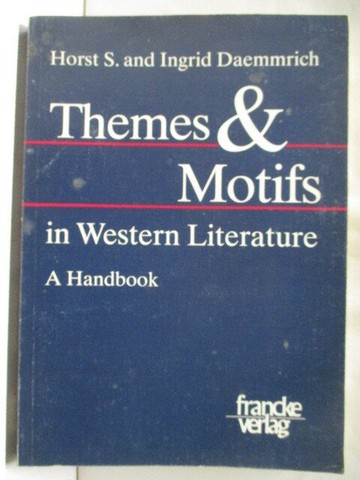 Horst S. and Ingrid Daemmrich
Themes &
Motifs
in Western Literature
A Handbook
francke
verlag